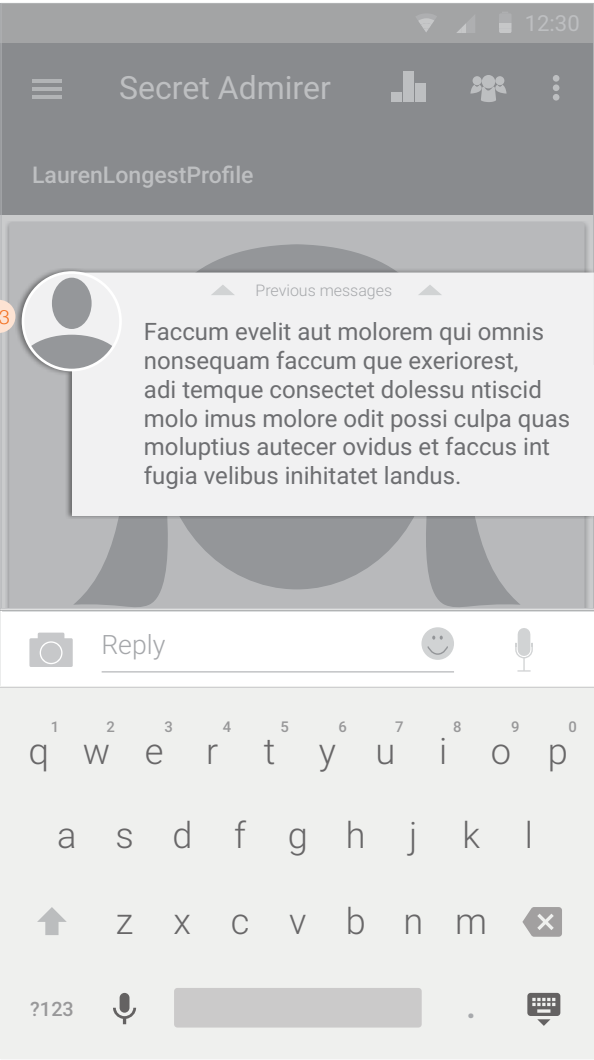 12:30
Secret Admirer
LaurenLongestProfile
Previous messages
3
Faccum evelit aut molorem qui omnis
nonsequam faccum que exeriorest,
adi temque consectet dolessu ntiscid
molo imus molore odit possi culpa quas
moluptius autecer ovidus et faccus int
fugia velibus inihitatet landus.
Reply
1 2 3 4 5 6 7 8 9 0
q w e r t y u i o p
a s d f g h j k l
z x c v b n m
?123 .